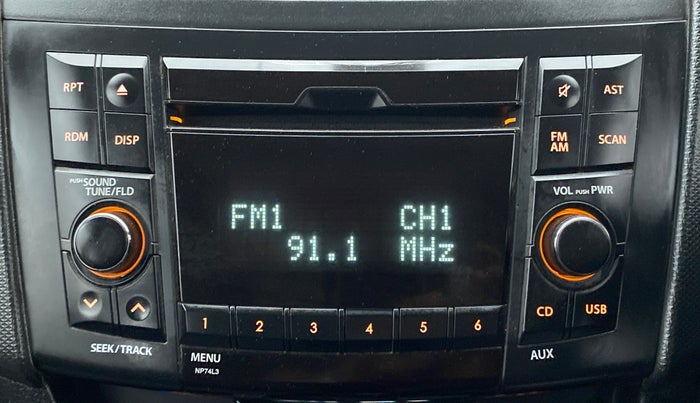 RPT
AST
RDM
DISP
FM
AM
SCAN
PUSH SOUND
TUNE/FLD
VOL PUSH PWR
FM1 CH1
91.1 MHz
1 2 3 4 5 6
CD
USB
SEEK/TRACK
MENU
NP74L3
AUX